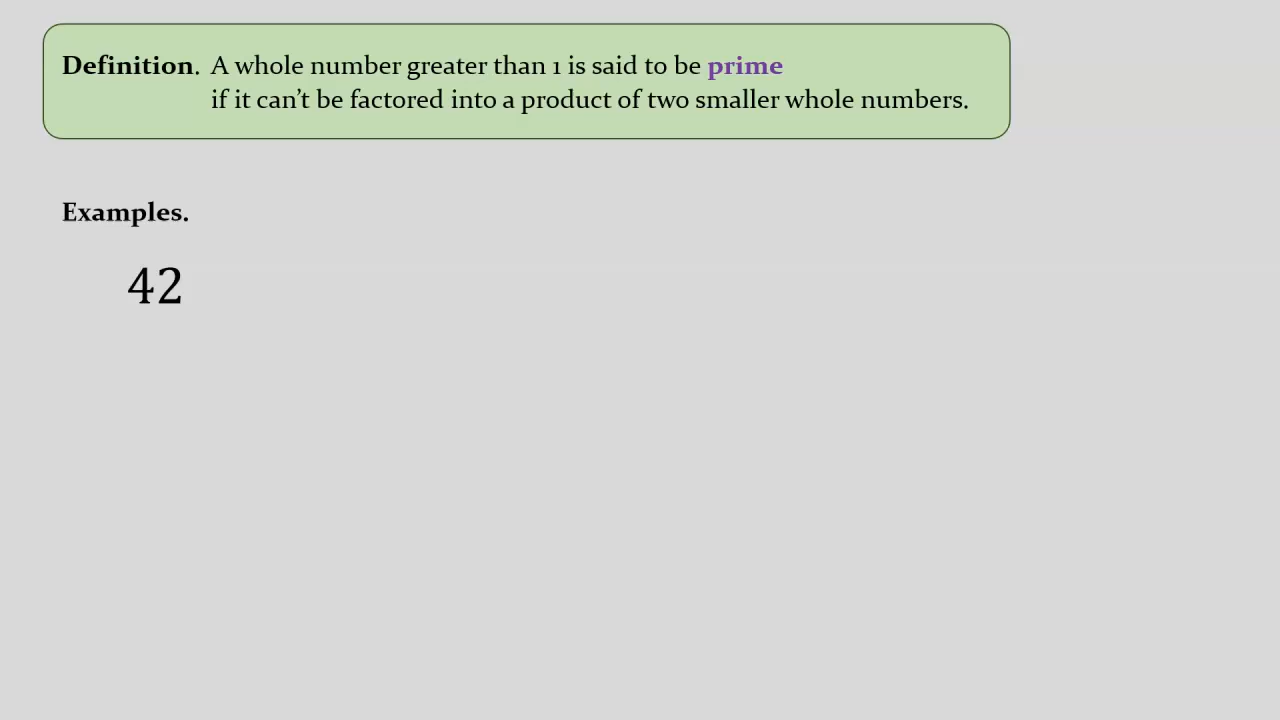 Definition. A whole number greater than 1 is said to be prime
if it can’t be factored into a product of two smaller whole numbers.
Examples.
42